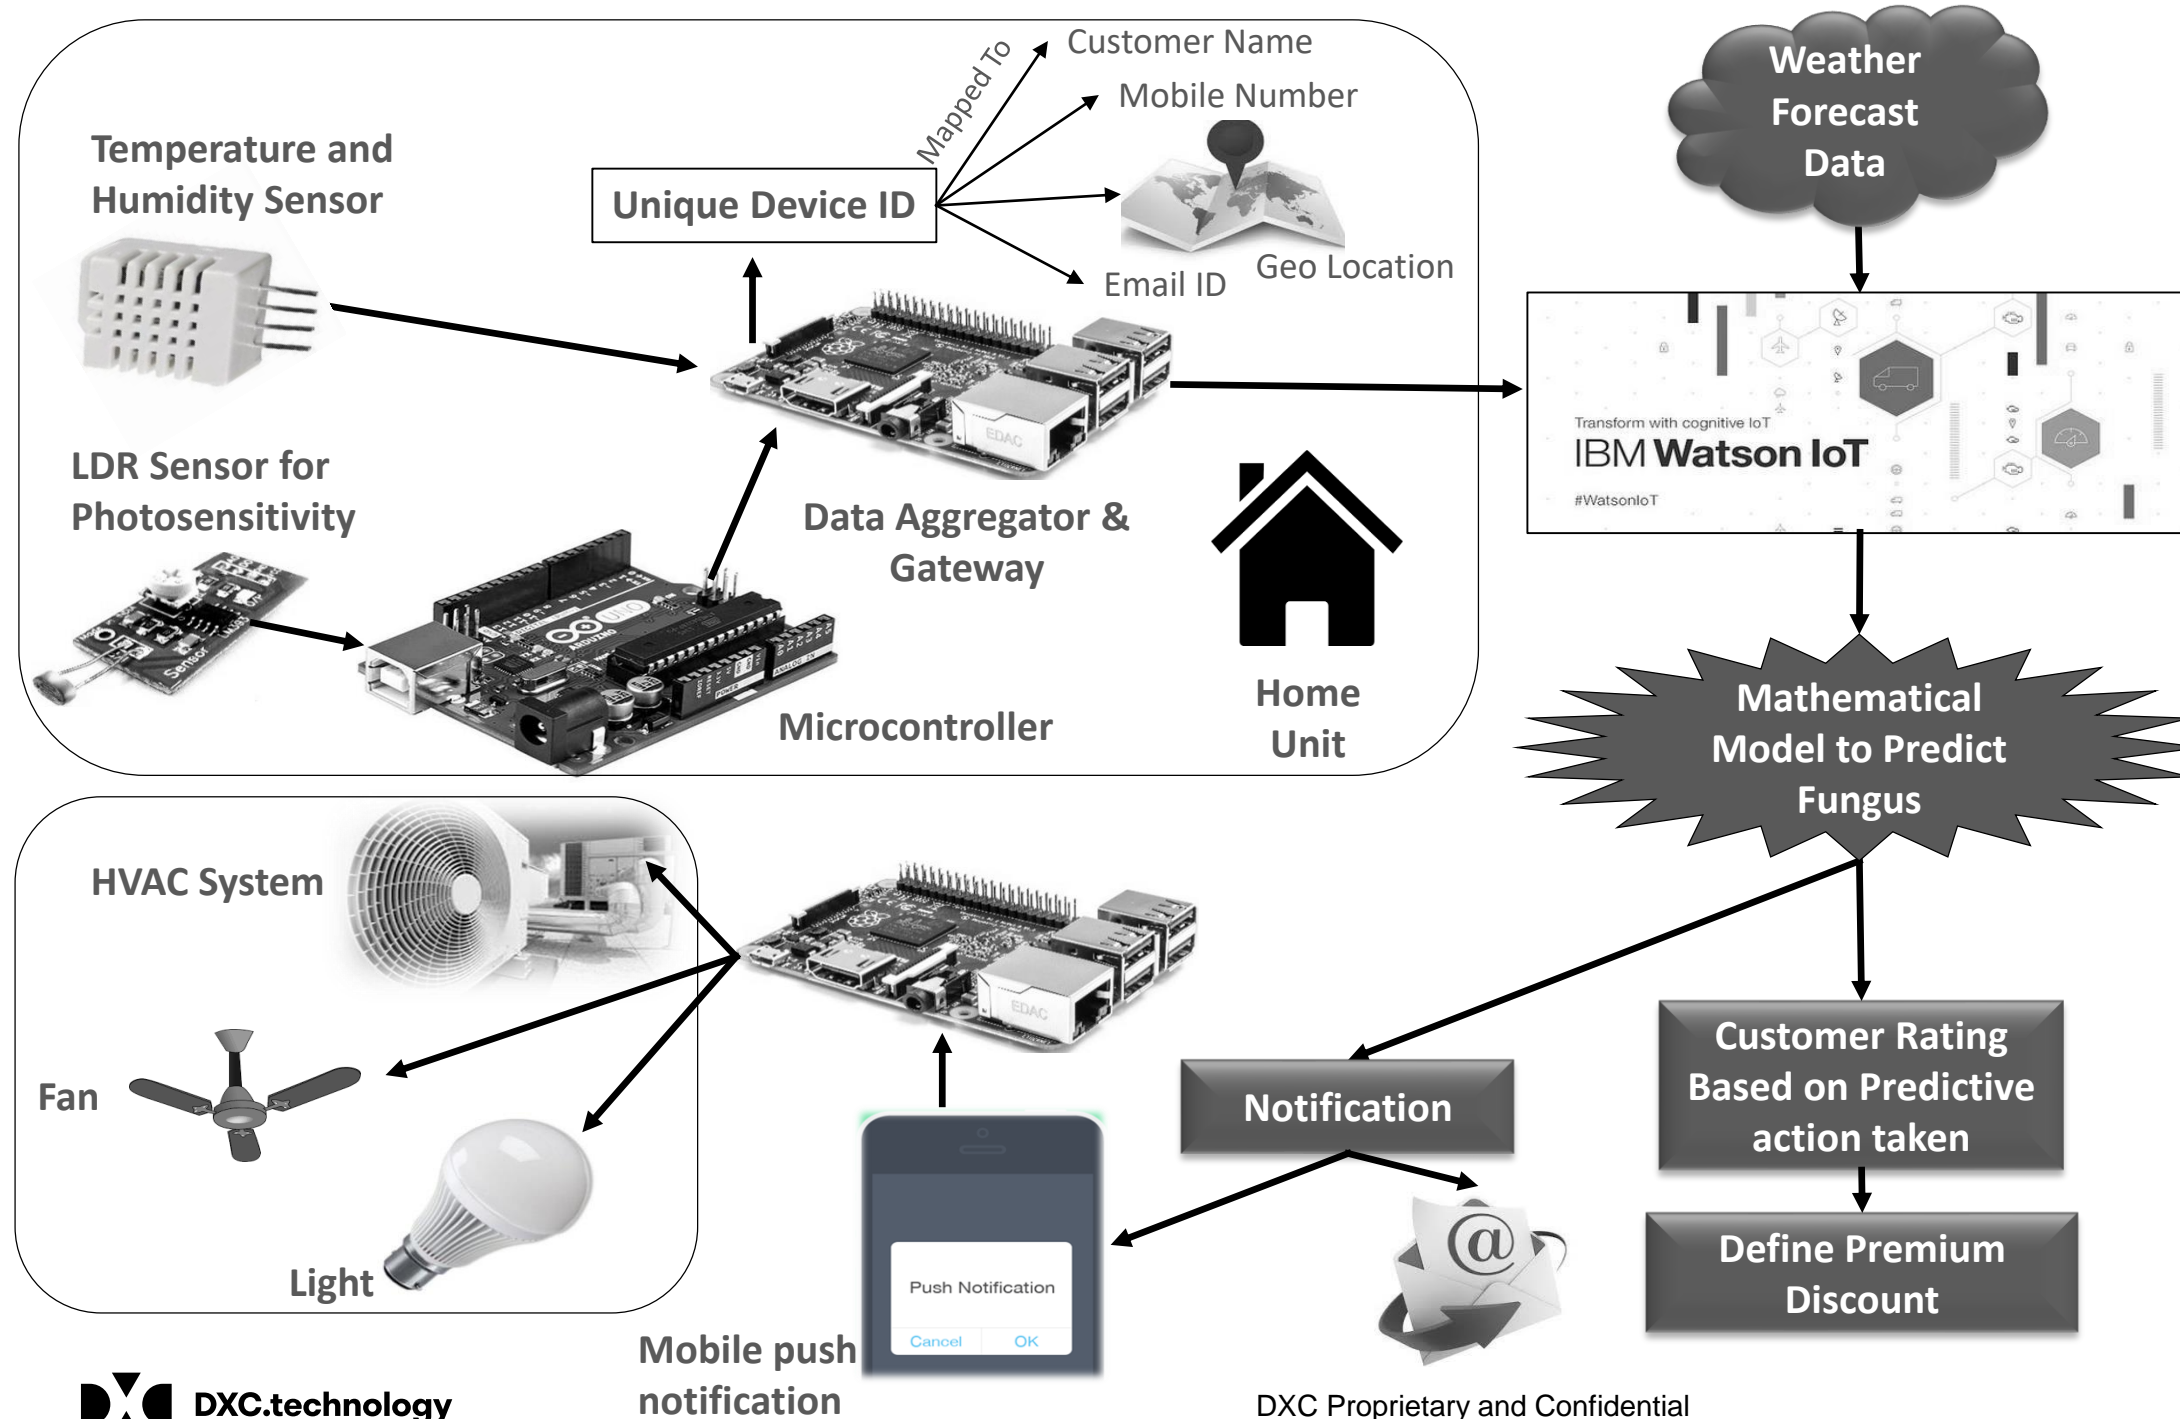 Customer Name
Mapped To
Mobile Number
Weather
Forecast
Data
Temperature and
Humidity Sensor
Unique Device ID
Geo Location
Email ID
EDAC
Transform with cognitive IoT
IBM Watson IoT
#WatsonIoT
LDR Sensor for
Photosensitivity
Data Aggregator &
Gateway
UNO
ARDUINO
Sensor
POWER
ANALOG IN
Microcontroller
Home
Unit
Mathematical
Model to Predict
Fungus
HVAC System
EDAC
Fan
Light
Notification
Customer Rating
Based on Predictive
action taken
Push Notification
Cancel
OK
Define Premium
Discount
Mobile push
notification
DXC.technology
DXC Proprietary and Confidential